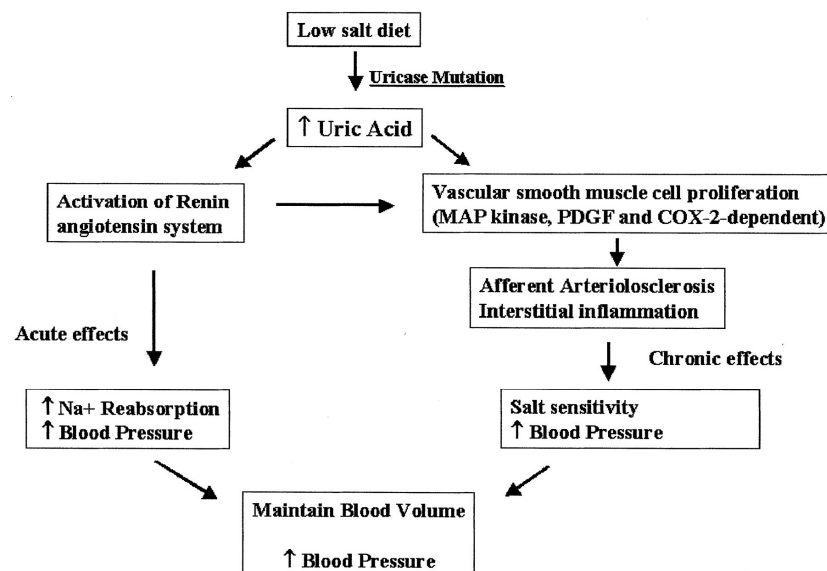 Low salt diet
Uricase Mutation
↑ Uric Acid
Activation of Renin
angiotensin system
Vascular smooth muscle cell proliferation
(MAP kinase, PDGF and COX-2-dependent)
Afferent Arteriolosclerosis
Interstitial inflammation
Acute effects
Chronic effects
↑ Na+ Reabsorption
↑ Blood Pressure
Salt sensitivity
↑ Blood Pressure
Maintain Blood Volume
↑ Blood Pressure